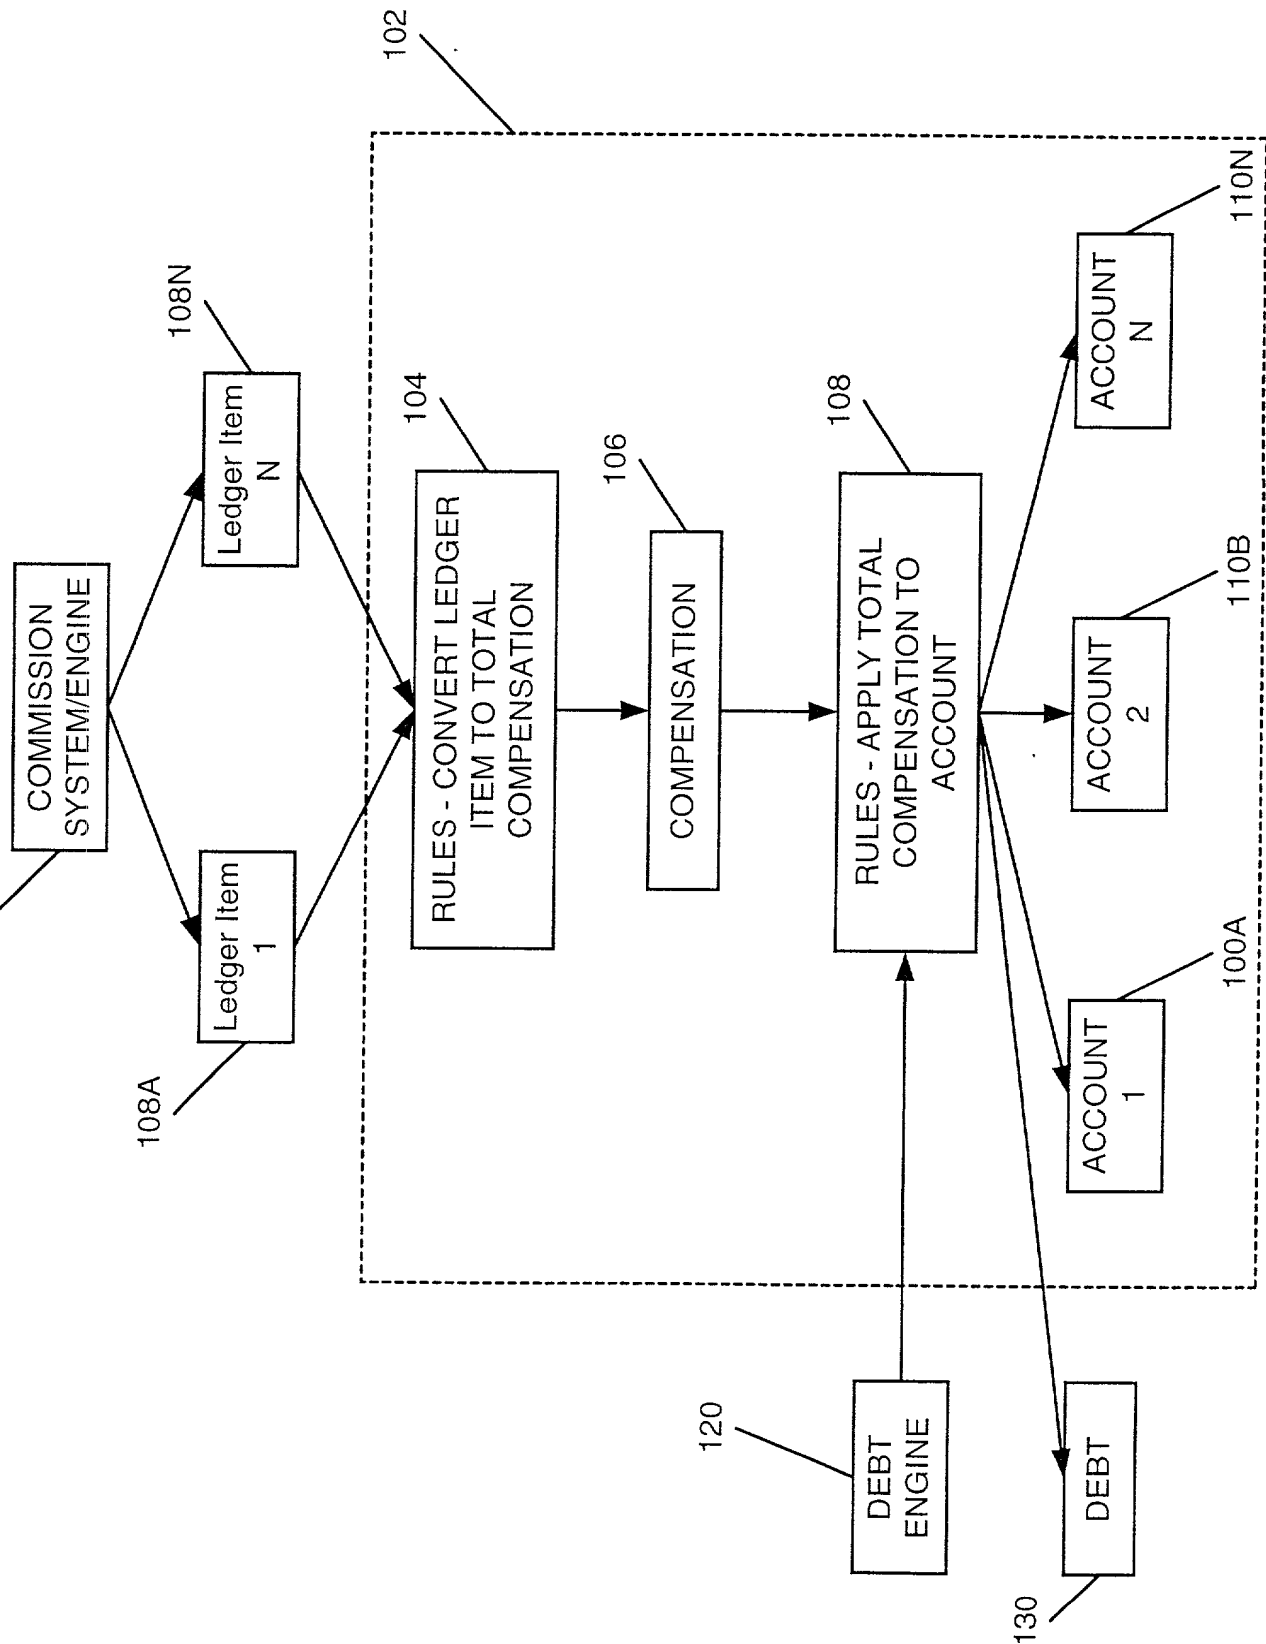 102
COMMISSION
SYSTEM/ENGINE
108A
Ledger Item
1
Ledger Item
N
108N
RULES - CONVERT LEDGER
ITEM TO TOTAL
COMPENSATION
104
COMPENSATION
106
120
DEBT
ENGINE
RULES - APPLY TOTAL
COMPENSATION TO
ACCOUNT
108
130
DEBT
ACCOUNT
1
100A
ACCOUNT
2
110B
ACCOUNT
N
110N